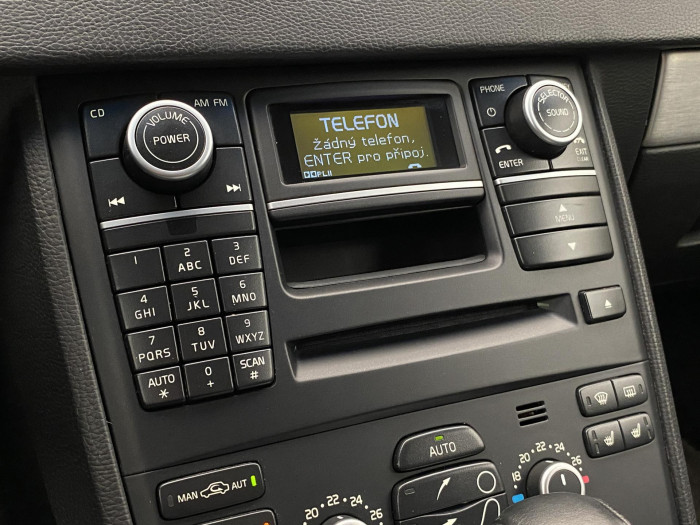 CD
AM FM
VOLUME
POWER
TELEFON
Žádný telefon,
ENTER pro připoj.
PHONE
SELECTOR
SOUND
ENTER
EXIT
CLEAR
MENU
1
2
ABC
3
DEF
4
GHI
5
JKL
6
MNO
7
PQRS
8
TUV
9
WXYZ
AUTO
*
0
+
SCAN
#
AUTO
MAN
AUT
18 20 22 24 26
20 22 24 26